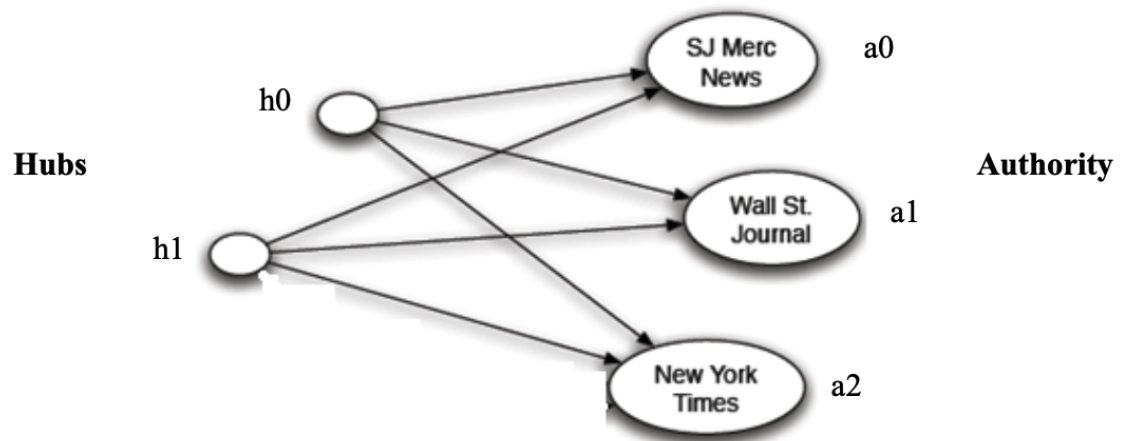 SJ Merc
News
a0
h0
Hubs
Authority
Wall St.
Journal
a1
h1
New York
Times
a2